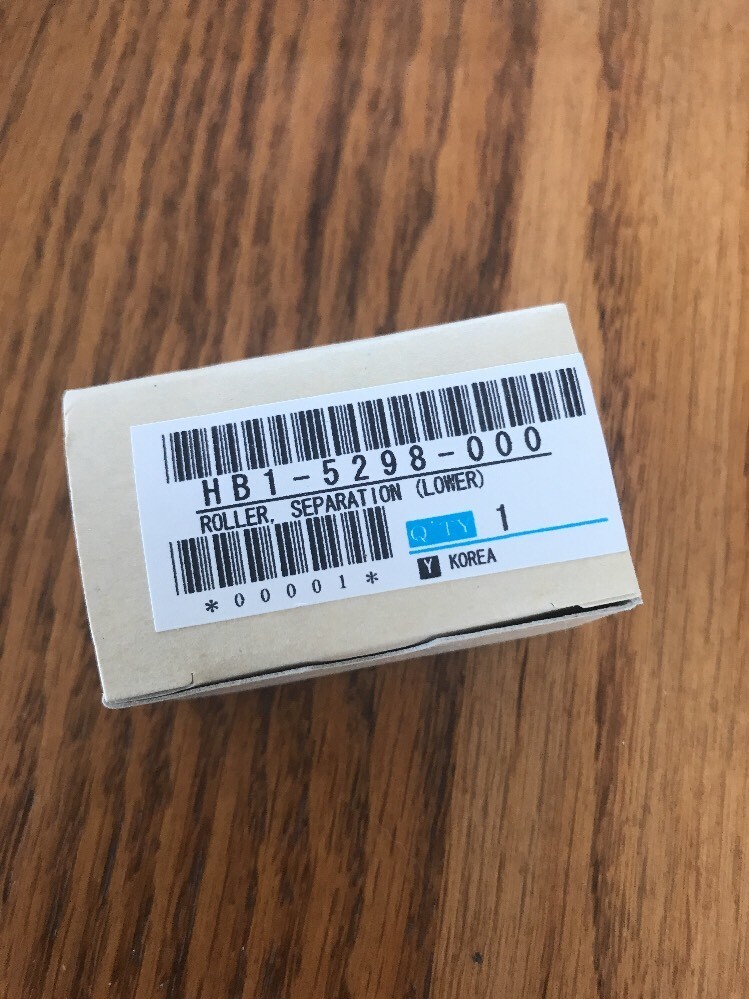 HB1-5298-000
ROLLER, SEPARATION (LOWER)
Q'TY 1
*00001*
Y KOREA